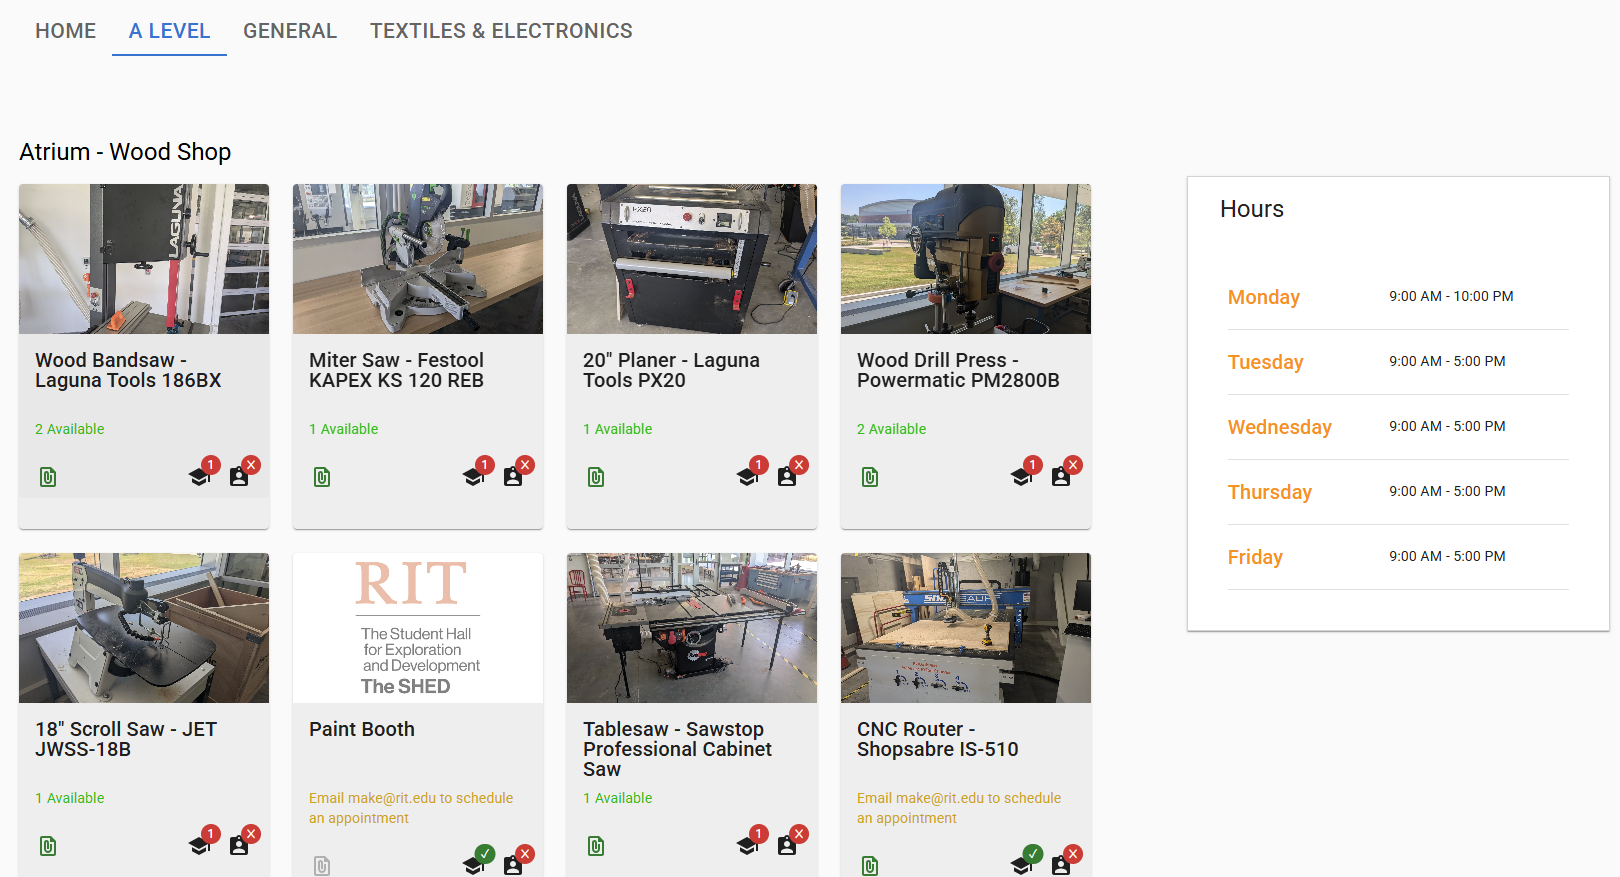 HOME A LEVEL GENERAL TEXTILES & ELECTRONICS
Atrium - Wood Shop
LAGUNA
Wood Bandsaw -
Laguna Tools 186BX
2 Available
1 X
Miter Saw - Festool
KAPEX KS 120 REB
1 Available
1 X
20" Planer - Laguna
Tools PX20
1 Available
1 X
Wood Drill Press -
Powermatic PM2800B
2 Available
1 X
Hours
Monday 9:00 AM - 10:00 PM
Tuesday 9:00 AM - 5:00 PM
Wednesday 9:00 AM - 5:00 PM
Thursday 9:00 AM - 5:00 PM
Friday 9:00 AM - 5:00 PM
18" Scroll Saw - JET
JWSS-18B
1 Available
1 X
RIT
The Student Hall
for Exploration
and Development
The SHED
Paint Booth
Email make@rit.edu to schedule
an appointment
✓ X
Tablesaw - Sawstop
Professional Cabinet
Saw
1 Available
1 X
CNC Router -
Shopsabre IS-510
Email make@rit.edu to schedule
an appointment
✓ X